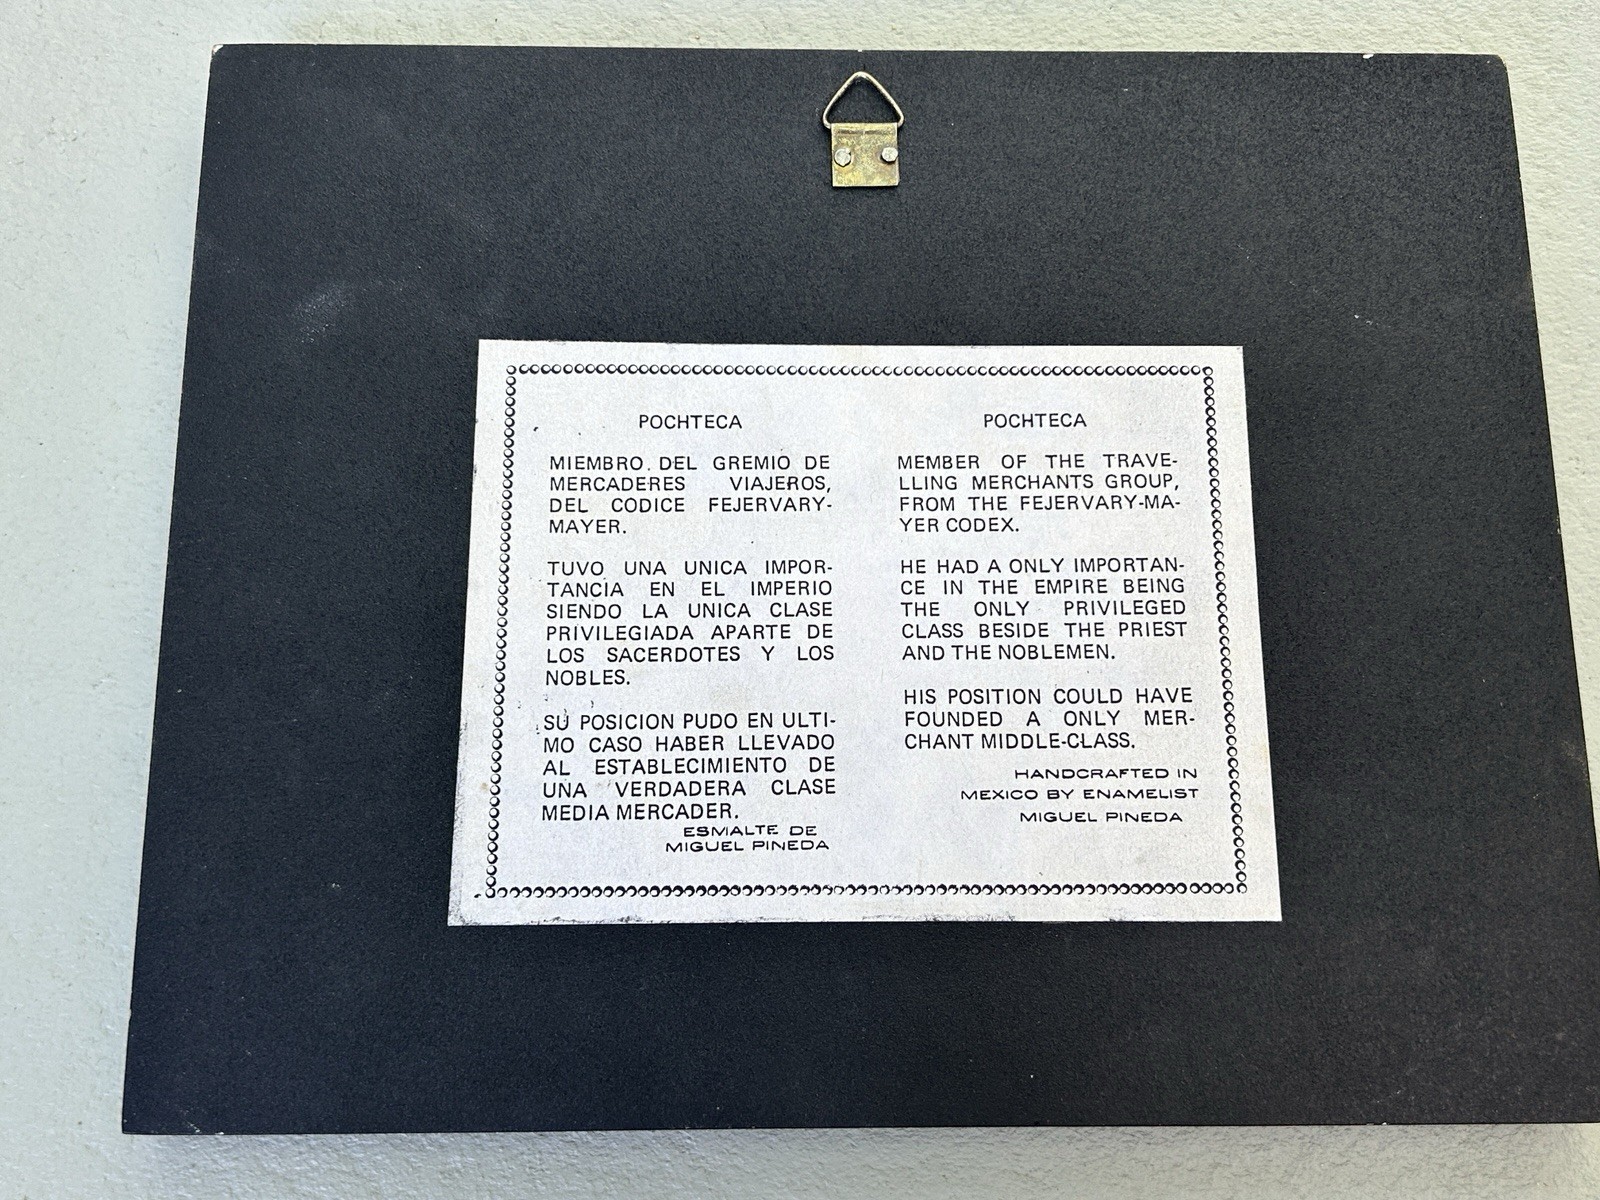 POCHTECA
MIEMBRO. DEL GREMIO DE
MERCADERES VIAJEROS,
DEL CODICE FEJERVARY-
MAYER.
TUVO UNA UNICA IMPOR-
TANCIA EN EL IMPERIO
SIENDO LA UNICA CLASE
PRIVILEGIADA APARTE DE
LOS SACERDOTES Y LOS
NOBLES.
SU POSICION PUDO EN ULTI-
MO CASO HABER LLEVADO
AL ESTABLECIMIENTO DE
UNA VERDADERA CLASE
MEDIA MERCADER.
ESMALTE DE
MIGUEL PINEDA
POCHTECA
MEMBER OF THE TRAVE-
LLING MERCHANTS GROUP,
FROM THE FEJERVARY-MA-
YER CODEX.
HE HAD A ONLY IMPORTAN-
CE IN THE EMPIRE BEING
THE ONLY PRIVILEGED
CLASS BESIDE THE PRIEST
AND THE NOBLEMEN.
HIS POSITION COULD HAVE
FOUNDED A ONLY MER-
CHANT MIDDLE-CLASS.
HANDCRAFTED IN
MEXICO BY ENAMELIST
MIGUEL PINEDA